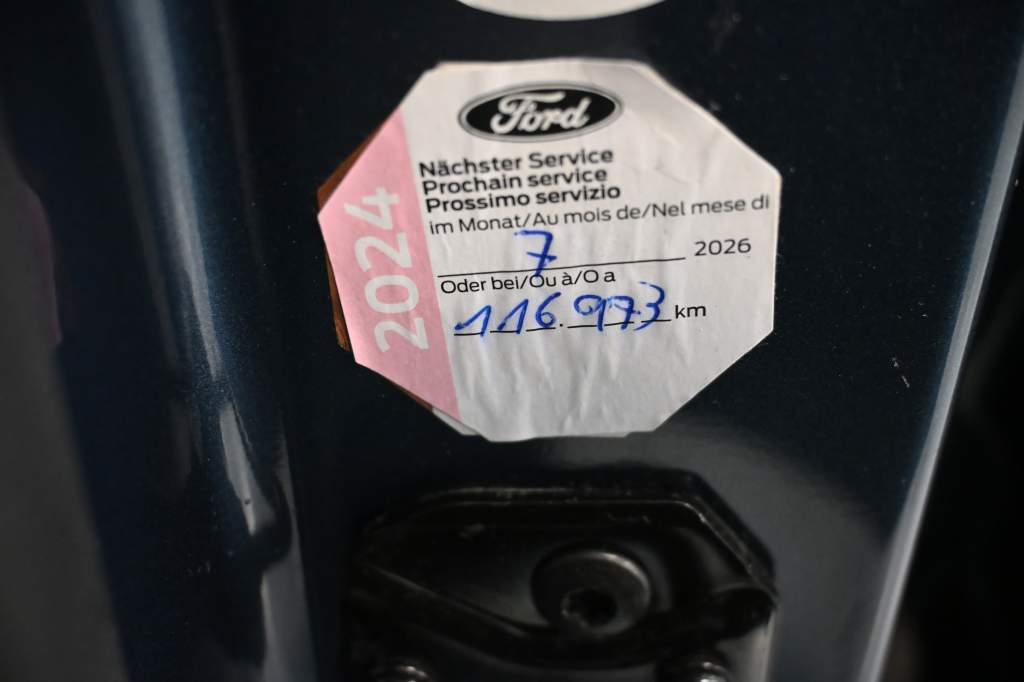 Ford
Nächster Service
Prochain service
Prossimo servizio
im Monat/Au mois de/Nel mese di
7 2026
Oder bei/Ou à/O a
116.973 km
2024